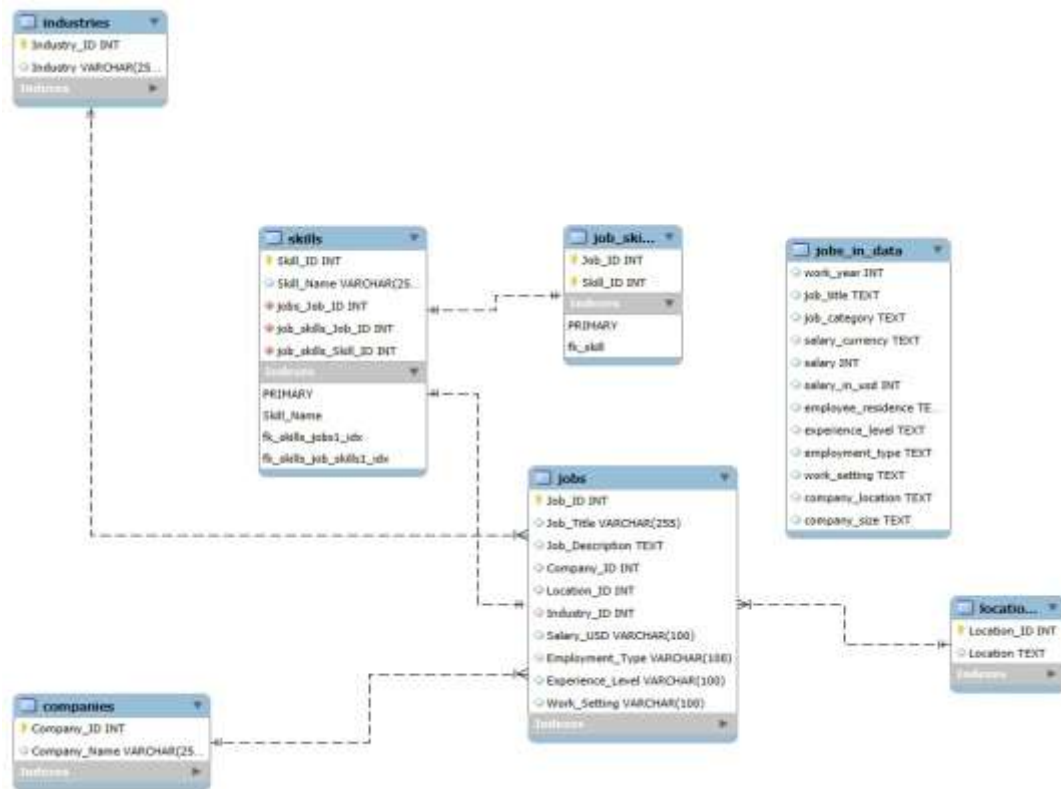 industries
Industry_ID INT
Industry VARCHAR(25...
Indexes
skills
Skill_ID INT
Skill_Name VARCHAR(25...
jobs_Job_ID INT
job_skills_Job_ID INT
job_skills_Skill_ID INT
Indexes
PRIMARY
Skill_Name
fk_skills_jobs1_idx
fk_skills_job_skills1_idx
job_ski...
Job_ID INT
Skill_ID INT
Indexes
PRIMARY
fk_skill
jobs_in_data
work_year INT
job_title TEXT
job_category TEXT
salary_currency TEXT
salary INT
salary_in_usd INT
employee_residence TE...
experience_level TEXT
employment_type TEXT
work_setting TEXT
company_location TEXT
company_size TEXT
jobs
Job_ID INT
Job_Title VARCHAR(255)
Job_Description TEXT
Company_ID INT
Location_ID INT
Industry_ID INT
Salary_USD VARCHAR(100)
Employment_Type VARCHAR(100)
Experience_Level VARCHAR(100)
Work_Setting VARCHAR(100)
Indexes
locatio...
Location_ID INT
Location TEXT
Indexes
companies
Company_ID INT
Company_Name VARCHAR(25...
Indexes